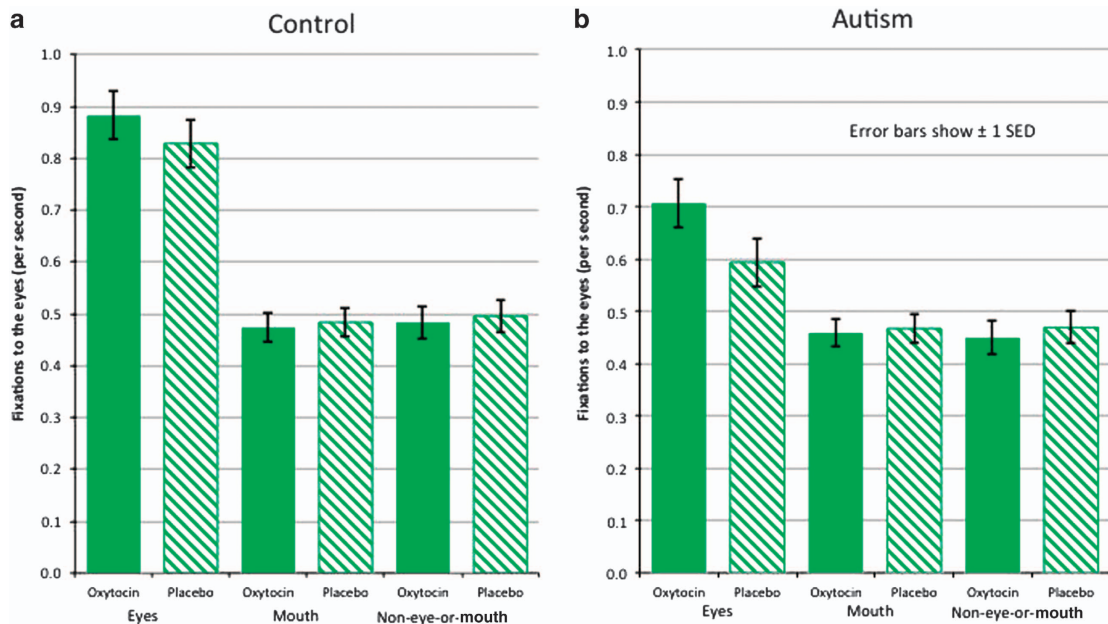 a
Control
Fixations to the eyes (per second)
1.0
0.9
0.8
0.7
0.6
0.5
0.4
0.3
0.2
0.1
0.0
Oxytocin Placebo Oxytocin Placebo Oxytocin Placebo
Eyes Mouth Non-eye-or-mouth
b
Autism
Error bars show ± 1 SED
Fixations to the eyes (per second)
1.0
0.9
0.8
0.7
0.6
0.5
0.4
0.3
0.2
0.1
0.0
Oxytocin Placebo Oxytocin Placebo Oxytocin Placebo
Eyes Mouth Non-eye-or-mouth